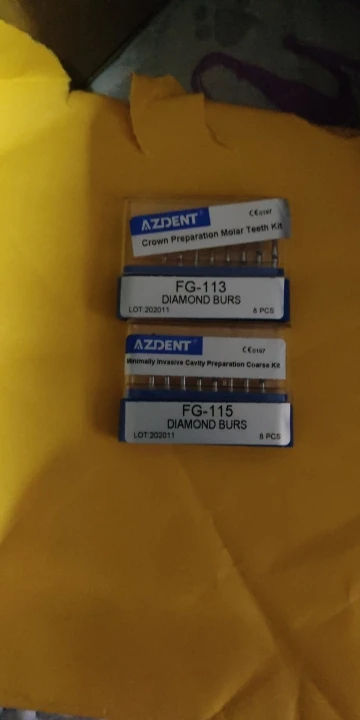 AZDENT®
CE0197
Crown Preparation Molar Teeth Kit
FG-113
DIAMOND BURS
LOT:202011
8 PCS
AZDENT®
CE0197
Minimally Invasive Cavity Preparation Coarse Kit
FG-115
DIAMOND BURS
LOT:202011
8 PCS